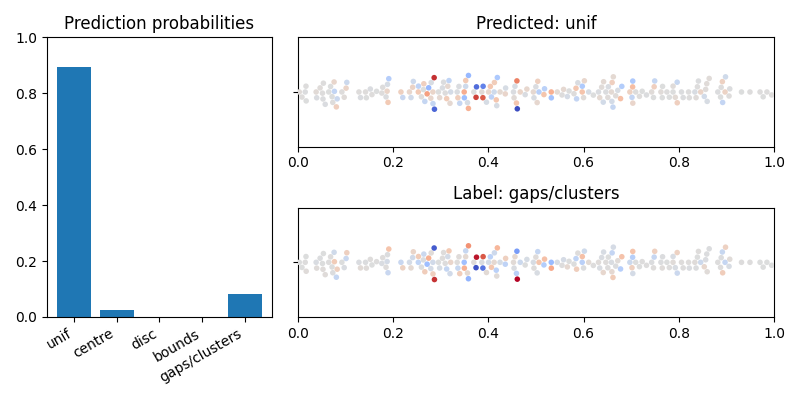 Prediction probabilities
1.0
0.8
0.6
0.4
0.2
0.0
unif
centre
disc
bounds
gaps/clusters
Predicted: unif
0.0 0.2 0.4 0.6 0.8 1.0
Label: gaps/clusters
0.0 0.2 0.4 0.6 0.8 1.0